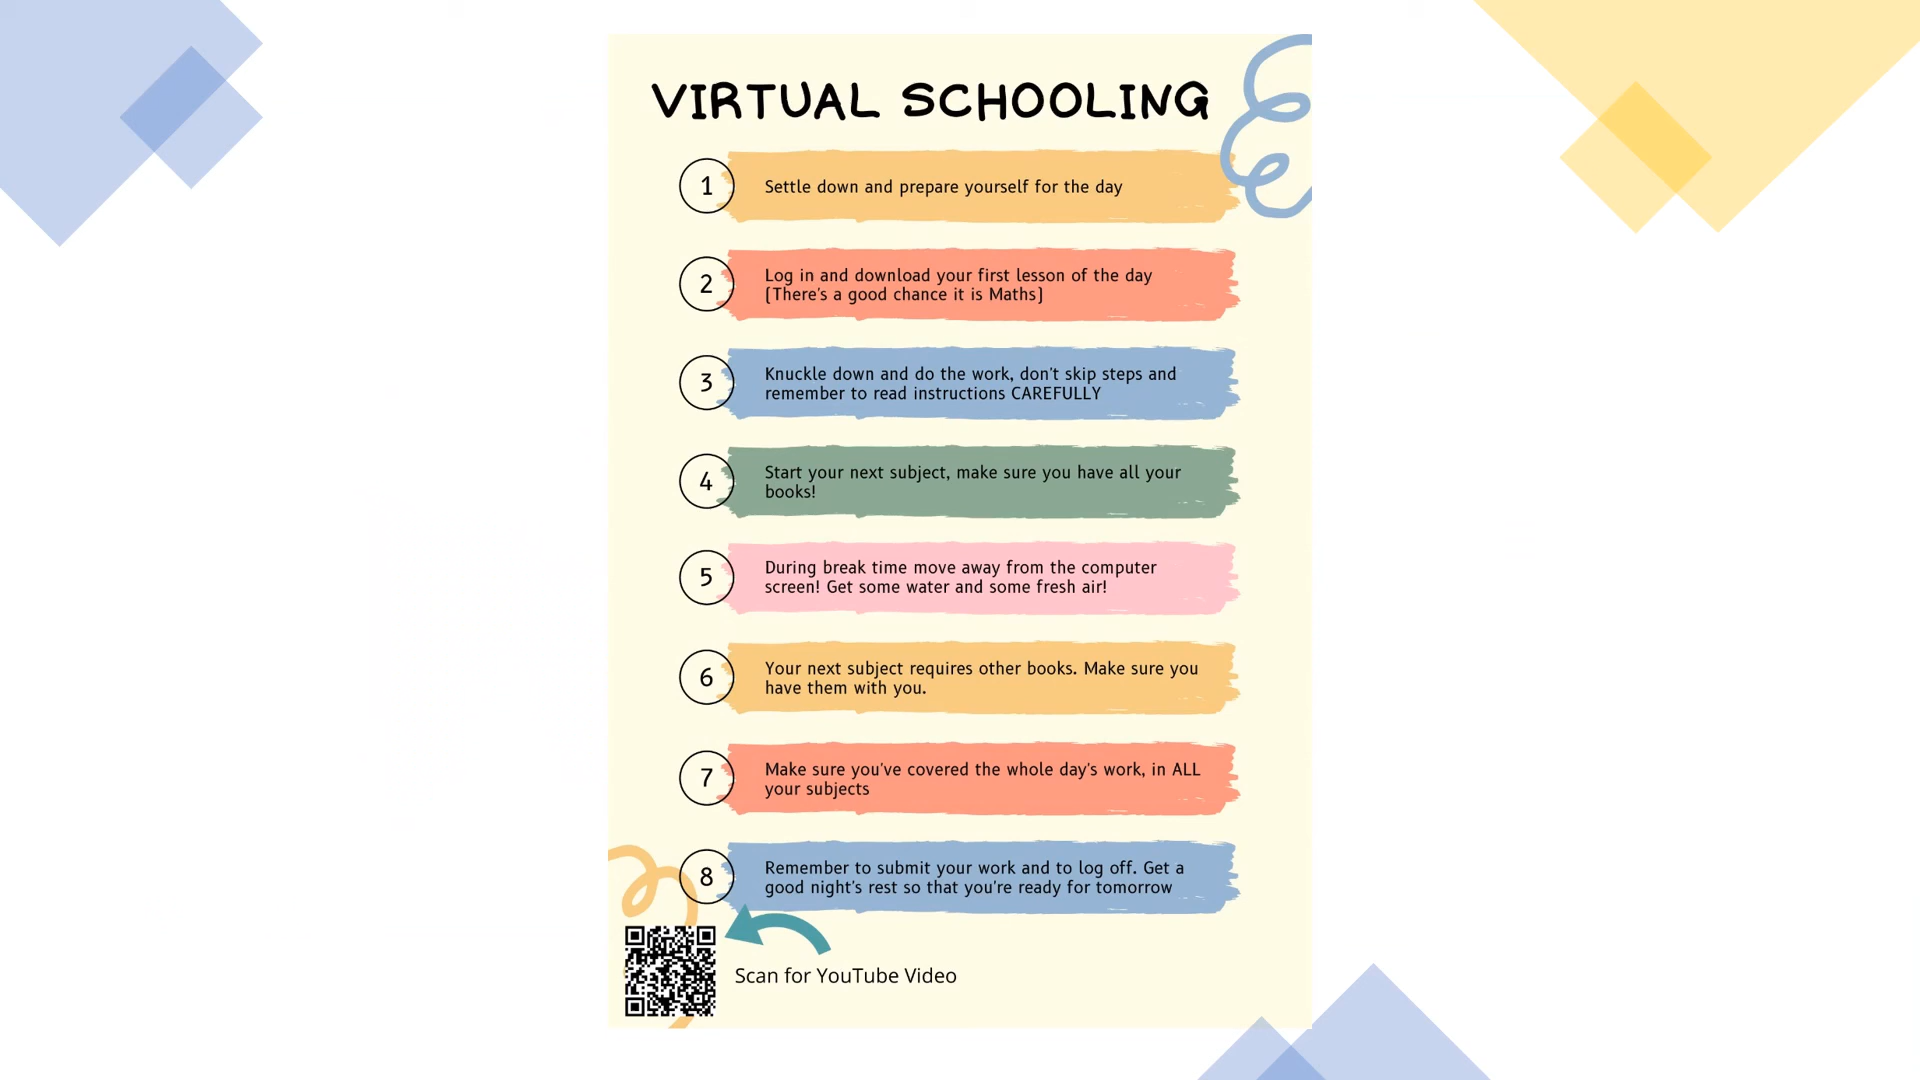 VIRTUAL SCHOOLING
1
Settle down and prepare yourself for the day
2
Log in and download your first lesson of the day
(There's a good chance it is Maths)
3
Knuckle down and do the work, don't skip steps and
remember to read instructions CAREFULLY
4
Start your next subject, make sure you have all your
books!
5
During break time move away from the computer
screen! Get some water and some fresh air!
6
Your next subject requires other books. Make sure you
have them with you.
7
Make sure you've covered the whole day's work, in ALL
your subjects
8
Remember to submit your work and to log off. Get a
good night's rest so that you're ready for tomorrow
Scan for YouTube Video